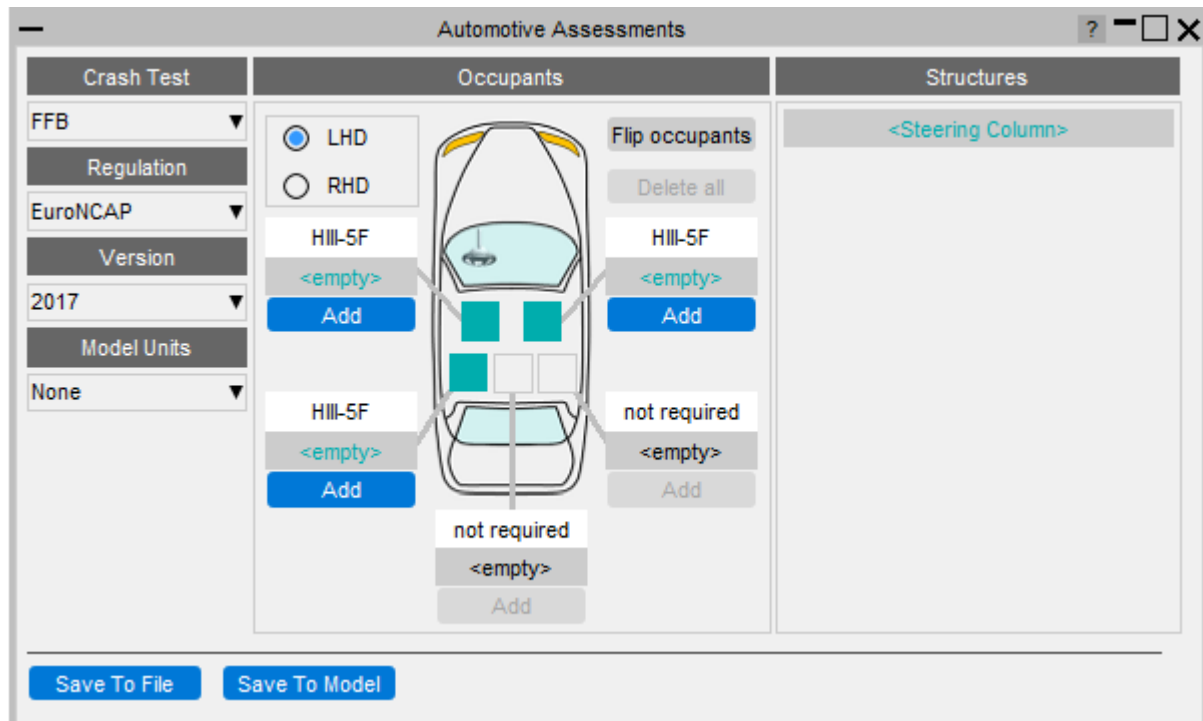 Automotive Assessments
?
Crash Test
Occupants
Structures
FFB
LHD
RHD
Flip occupants
Delete all
<Steering Column>
Regulation
EuroNCAP
Version
2017
Model Units
None
HIII-5F
<empty>
Add
HIII-5F
<empty>
Add
HIII-5F
<empty>
Add
not required
<empty>
Add
not required
<empty>
Add
Save To File
Save To Model